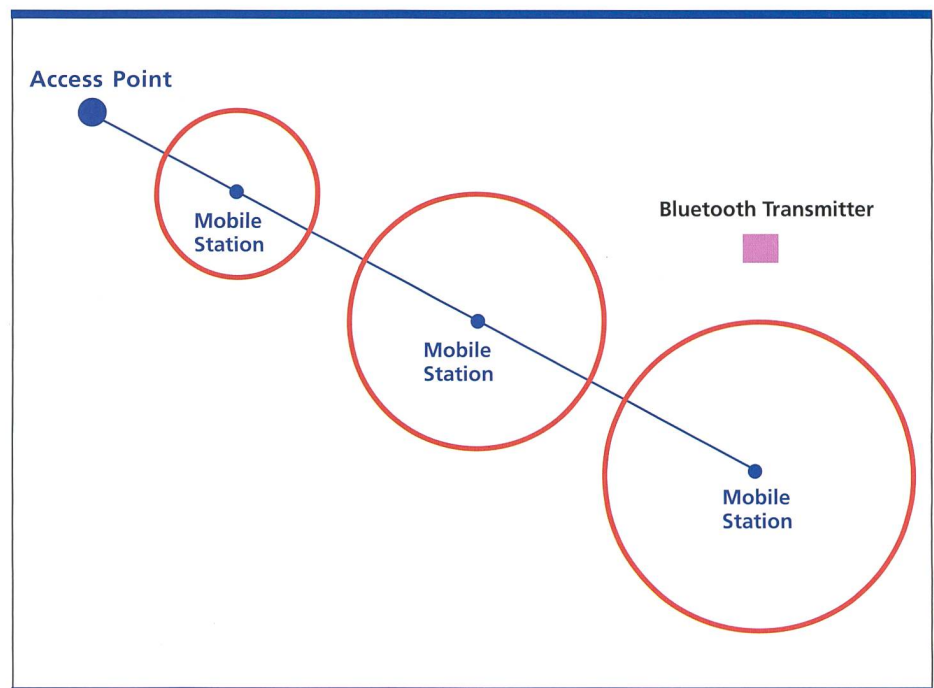 Access Point
Mobile
Station
Bluetooth Transmitter
Mobile
Station
Mobile
Station